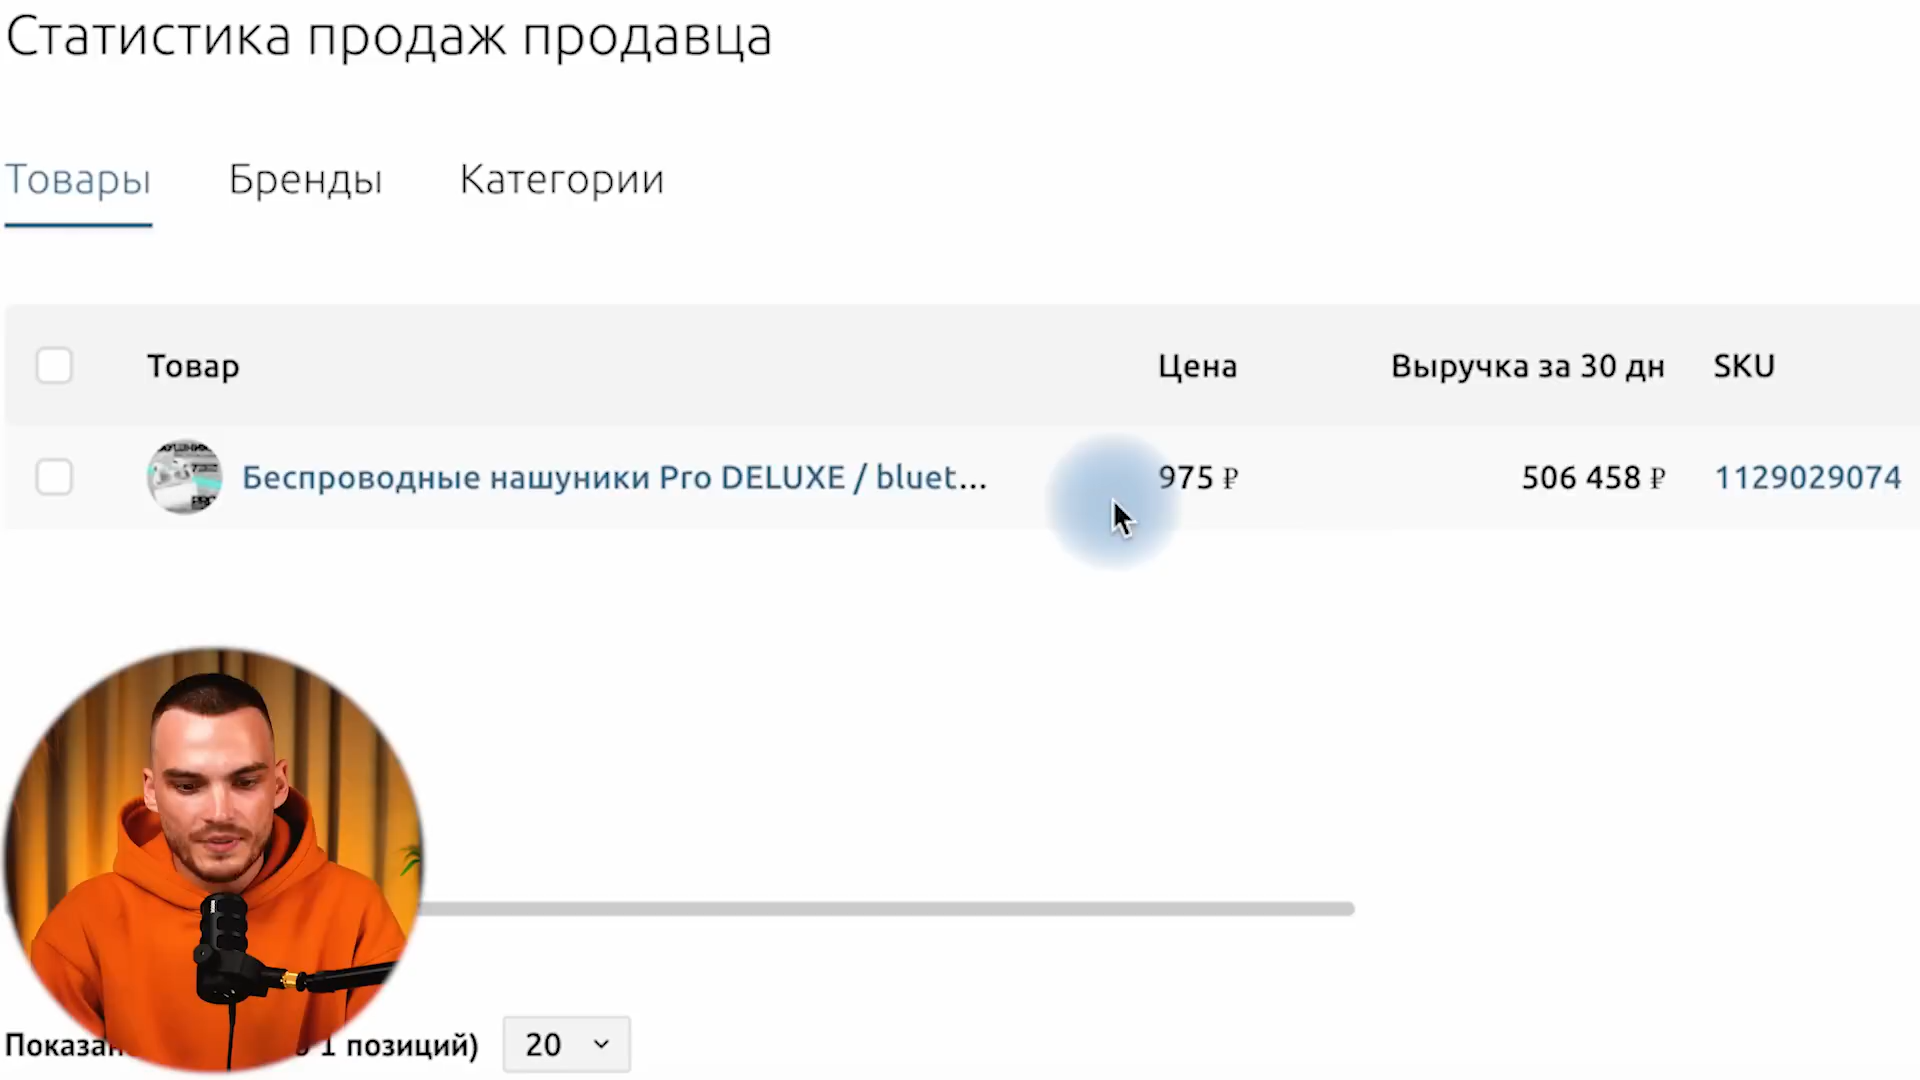 Статистика продаж продавца
Товары Бренды Категории
Товар Цена Выручка за 30 дн SKU
Беспроводные нашуники Pro DELUXE / bluet... 975 ₽ 506 458 ₽ 1129029074
1 позиций) 20